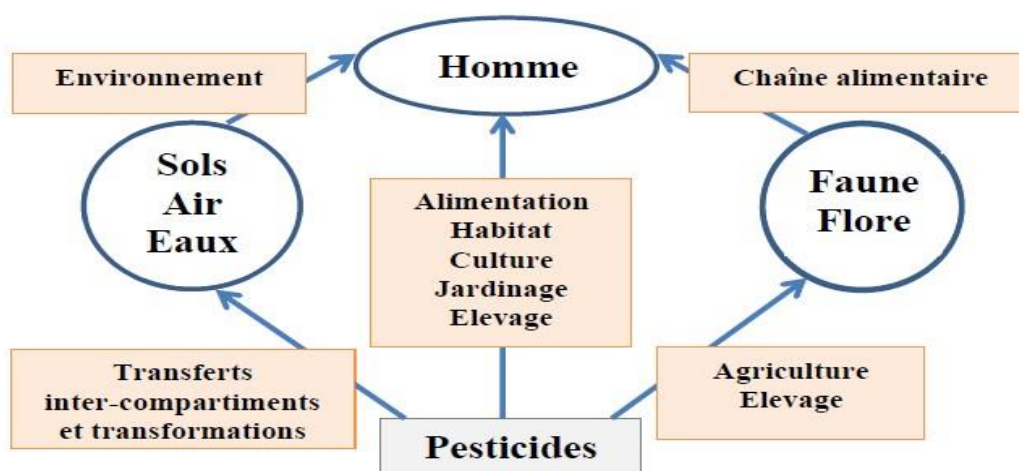 Environnement
Homme
Chaîne alimentaire
Sols
Air
Eaux
Alimentation
Habitat
Culture
Jardinage
Elevage
Faune
Flore
Transferts
inter-compartiments
et transformations
Agriculture
Elevage
Pesticides